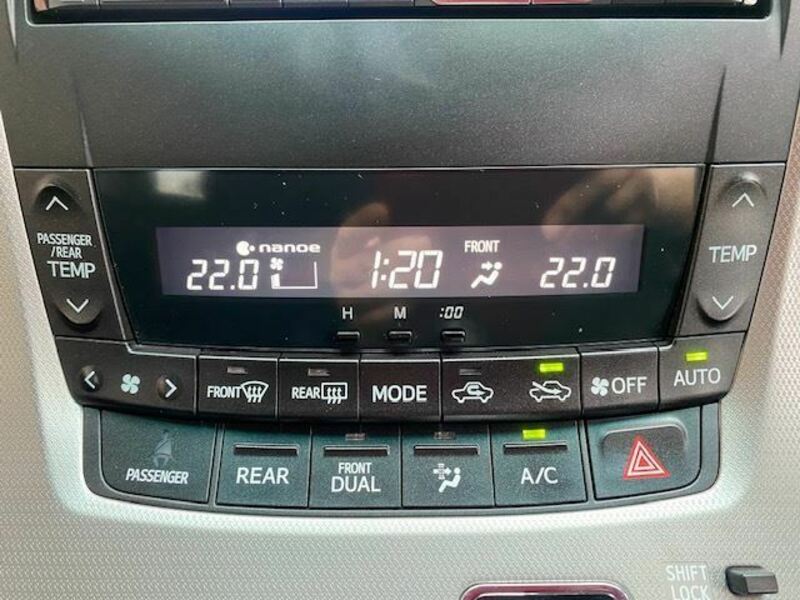 nanoe
FRONT
22.0
1:20
22.0
PASSENGER
/REAR
TEMP
TEMP
H M :00
FRONT
REAR
MODE
OFF
AUTO
PASSENGER
REAR
FRONT
DUAL
A/C
SHIFT
LOCK